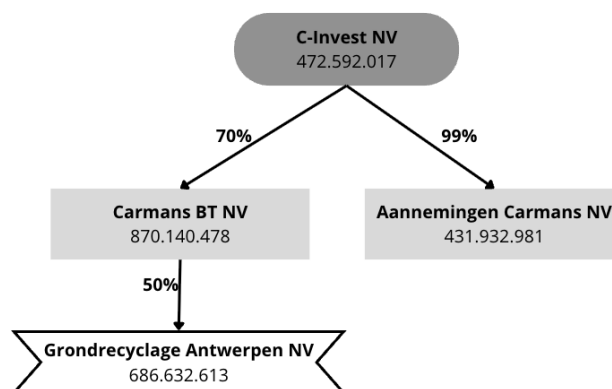 C-Invest NV
472.592.017
70%
99%
Carmans BT NV
870.140.478
Aannemingen Carmans NV
431.932.981
50%
Grondrecyclage Antwerpen NV
686.632.613